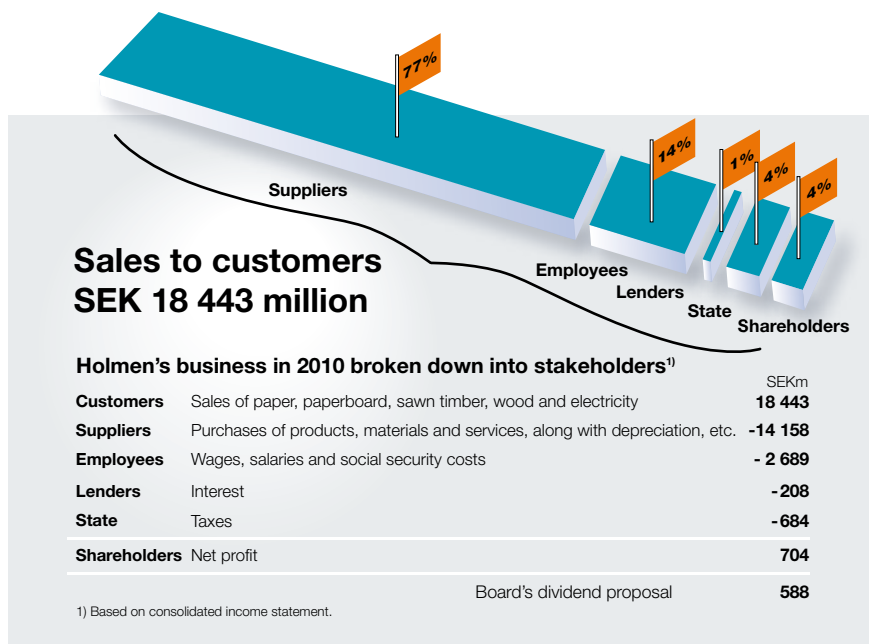 77%
14%
1%
4%
4%
Suppliers
Employees
Lenders
State
Shareholders
Sales to customers
SEK 18 443 million
Holmen's business in 2010 broken down into stakeholders1)
SEKm
Customers Sales of paper, paperboard, sawn timber, wood and electricity 18 443
Suppliers Purchases of products, materials and services, along with depreciation, etc. -14 158
Employees Wages, salaries and social security costs - 2 689
Lenders Interest -208
State Taxes -684
Shareholders Net profit 704
Board's dividend proposal 588
1) Based on consolidated income statement.